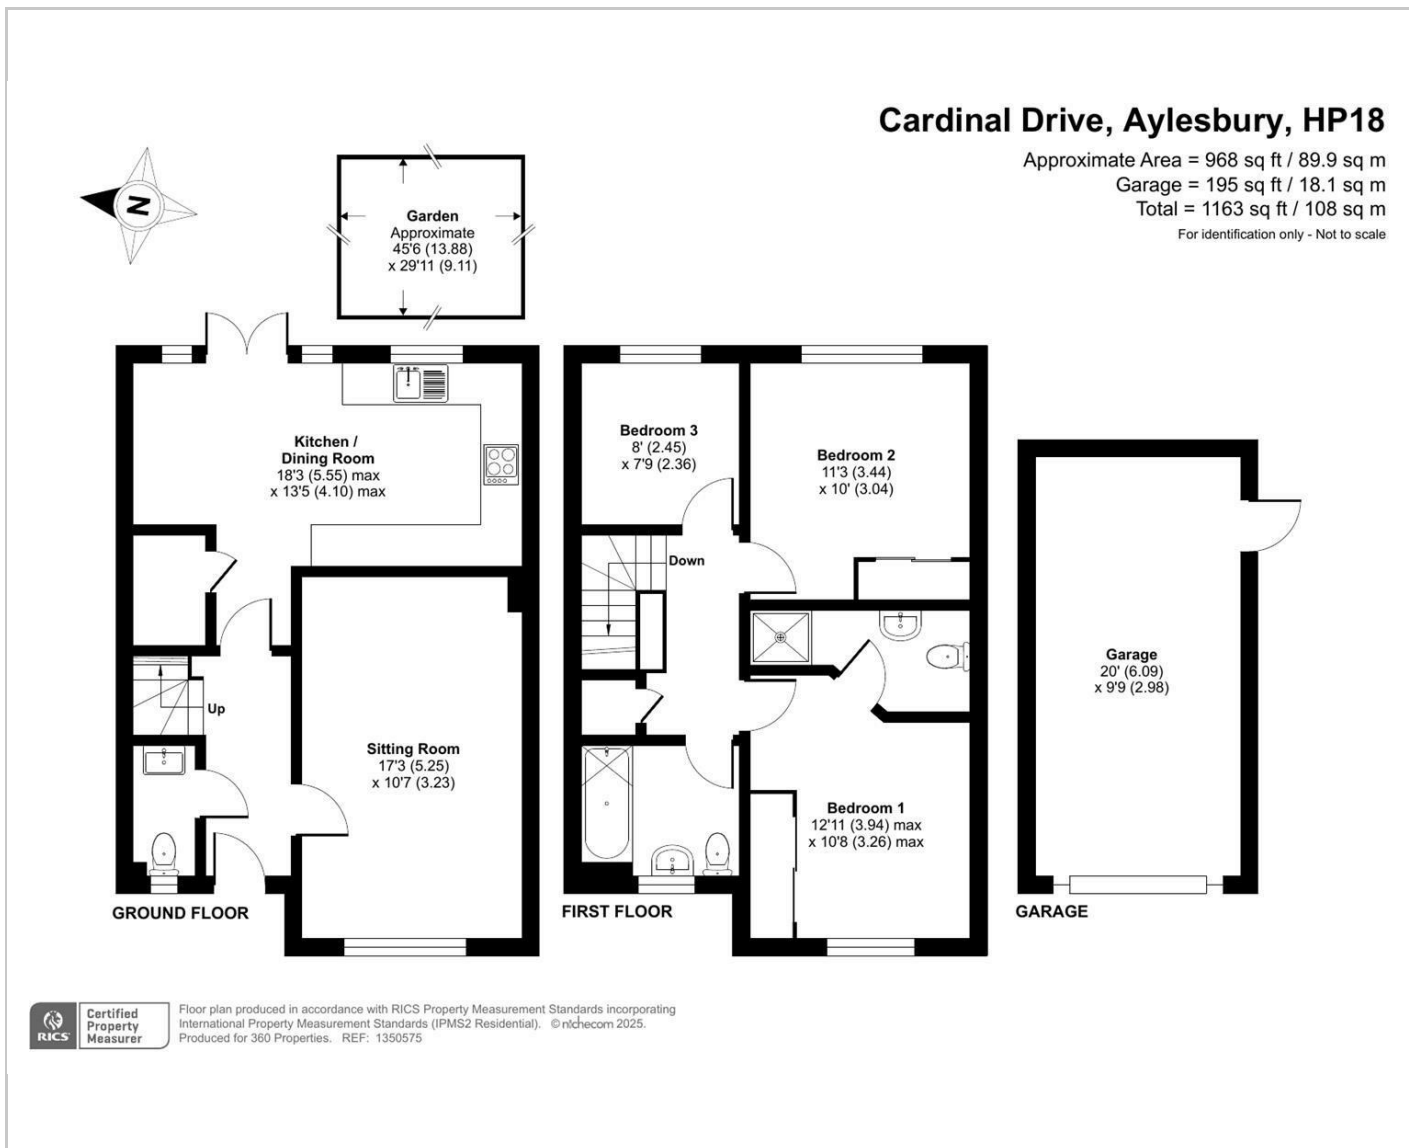 Cardinal Drive, Aylesbury, HP18
Approximate Area = 968 sq ft / 89.9 sq m
Garage = 195 sq ft / 18.1 sq m
Total = 1163 sq ft / 108 sq m
For identification only - Not to scale
N
Garden
Approximate
45'6 (13.88)
x 29'11 (9.11)
Kitchen /
Dining Room
18'3 (5.55) max
x 13'5 (4.10) max
Up
Sitting Room
17'3 (5.25)
x 10'7 (3.23)
GROUND FLOOR
Bedroom 3
8' (2.45)
x 7'9 (2.36)
Bedroom 2
11'3 (3.44)
x 10' (3.04)
Down
Bedroom 1
12'11 (3.94) max
x 10'8 (3.26) max
FIRST FLOOR
Garage
20' (6.09)
x 9'9 (2.98)
GARAGE
RICS
Certified
Property
Measurer
Floor plan produced in accordance with RICS Property Measurement Standards incorporating
International Property Measurement Standards (IPMS2 Residential). © nichecom 2025.
Produced for 360 Properties. REF: 1350575